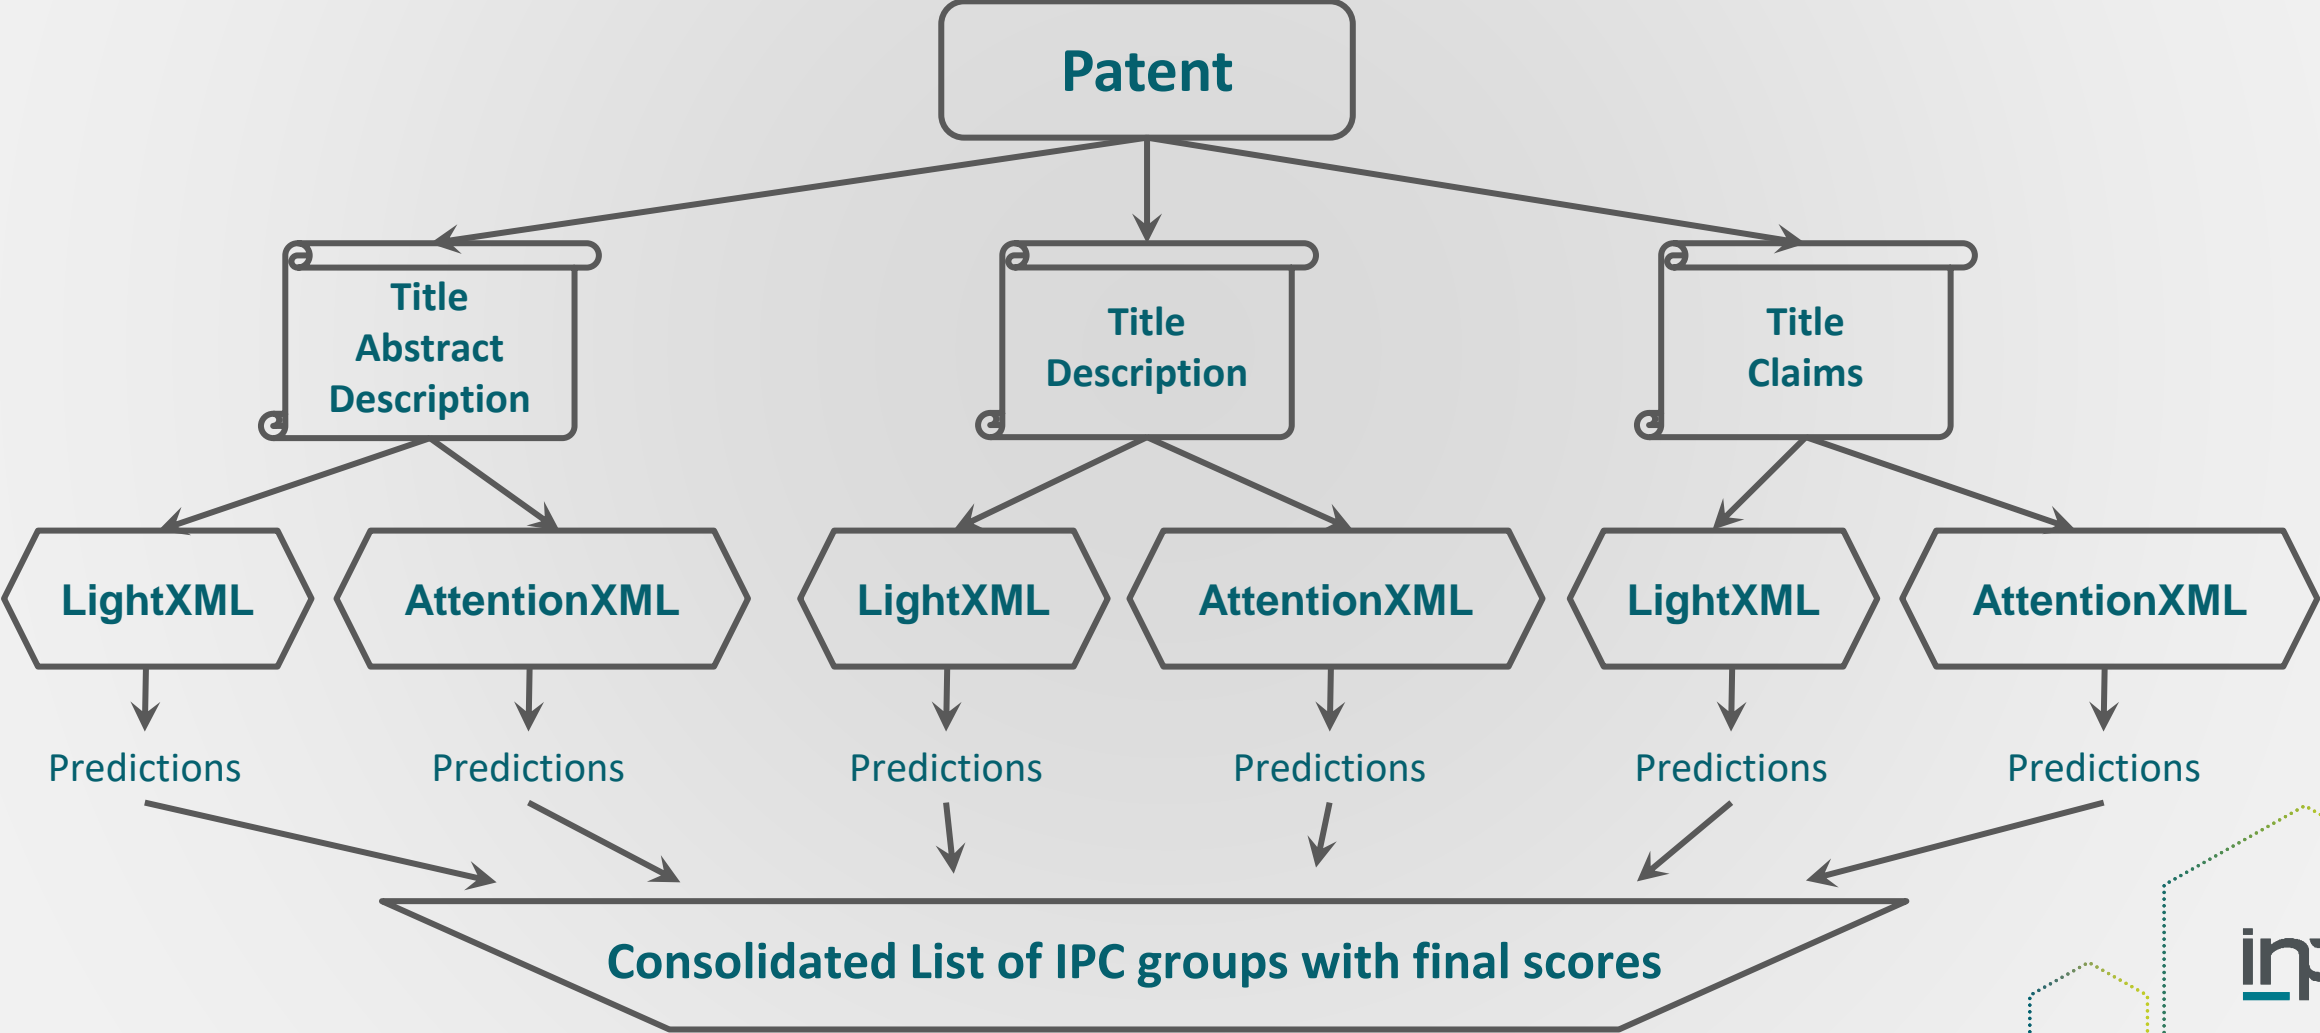 Patent
Title
Abstract
Description
Title
Description
Title
Claims
LightXML
AttentionXML
LightXML
AttentionXML
LightXML
AttentionXML
Predictions
Predictions
Predictions
Predictions
Predictions
Predictions
Consolidated List of IPC groups with final scores